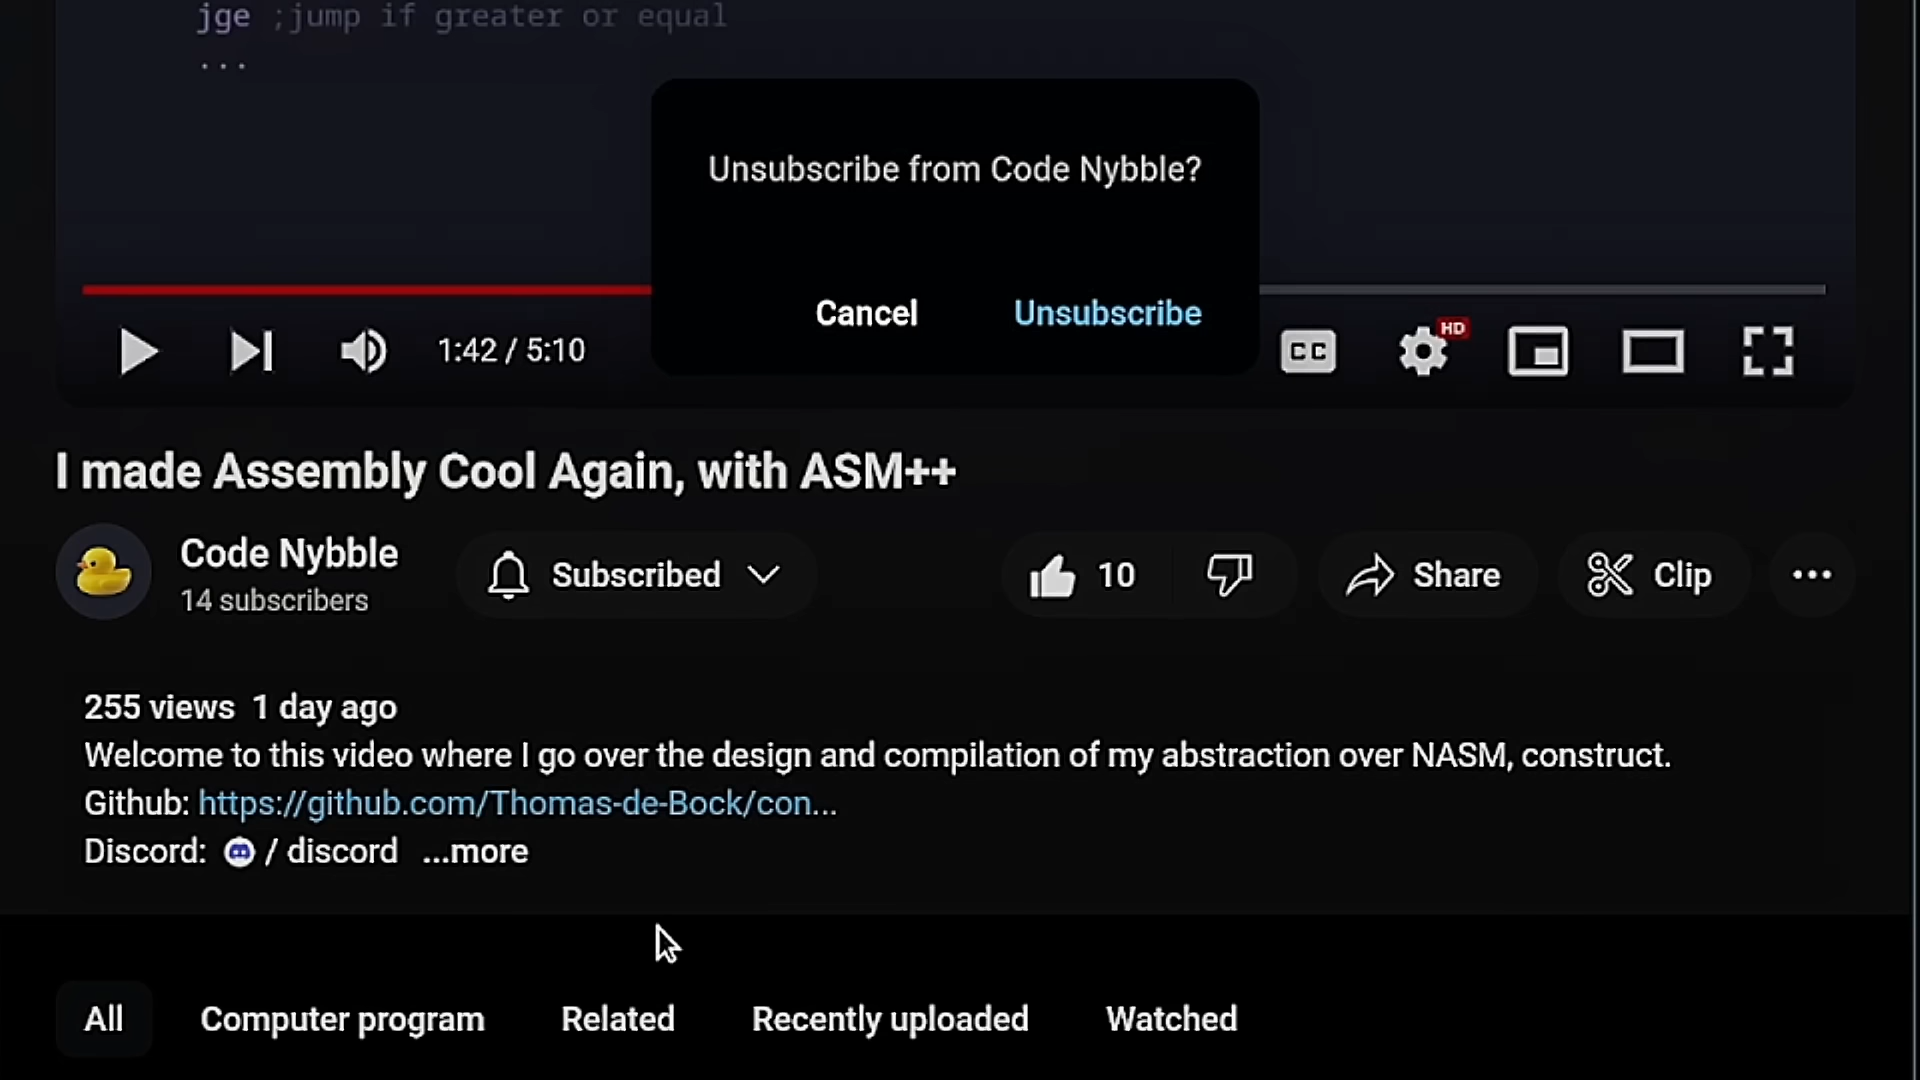 jge ;jump if greater or equal
...
Unsubscribe from Code Nybble?
Cancel Unsubscribe
1:42 / 5:10
CC HD
I made Assembly Cool Again, with ASM++
Code Nybble
14 subscribers
Subscribed
10
Share
Clip
255 views 1 day ago
Welcome to this video where I go over the design and compilation of my abstraction over NASM, construct.
Github: https://github.com/Thomas-de-Bock/con...
Discord: / discord ...more
All Computer program Related Recently uploaded Watched